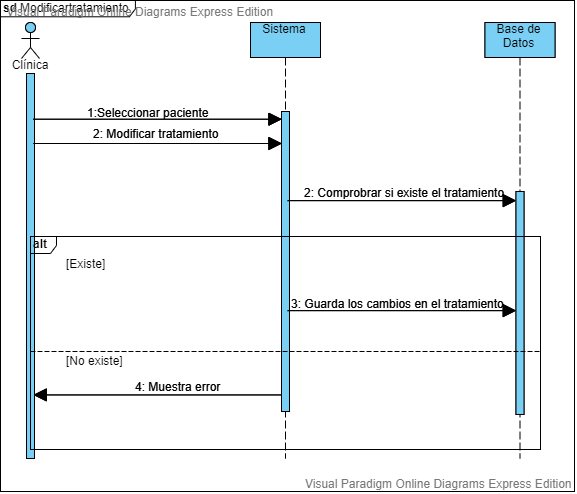 sd Modificartratamiento
Visual Paradigm Online Diagrams Express Edition
Clínica
Sistema
Base de
Datos
1:Seleccionar paciente
2: Modificar tratamiento
2: Comprobrar si existe el tratamiento
alt
[Existe]
3: Guarda los cambios en el tratamiento
[No existe]
4: Muestra error
Visual Paradigm Online Diagrams Express Edition